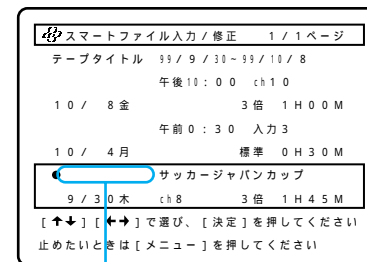 スマートファイル入力/修正 1/1ページ
テープタイトル 99/9/30~99/10/8
午後10:00 ch10
10/ 8金 3倍 1H00M
午前0:30 入力3
10/ 4月 標準 0H30M
● サッカージャパンカップ
9/30木 ch8 3倍 1H45M
[↑↓][←→]で選び、[決定]を押してください
止めたいときは[メニュー]を押してください